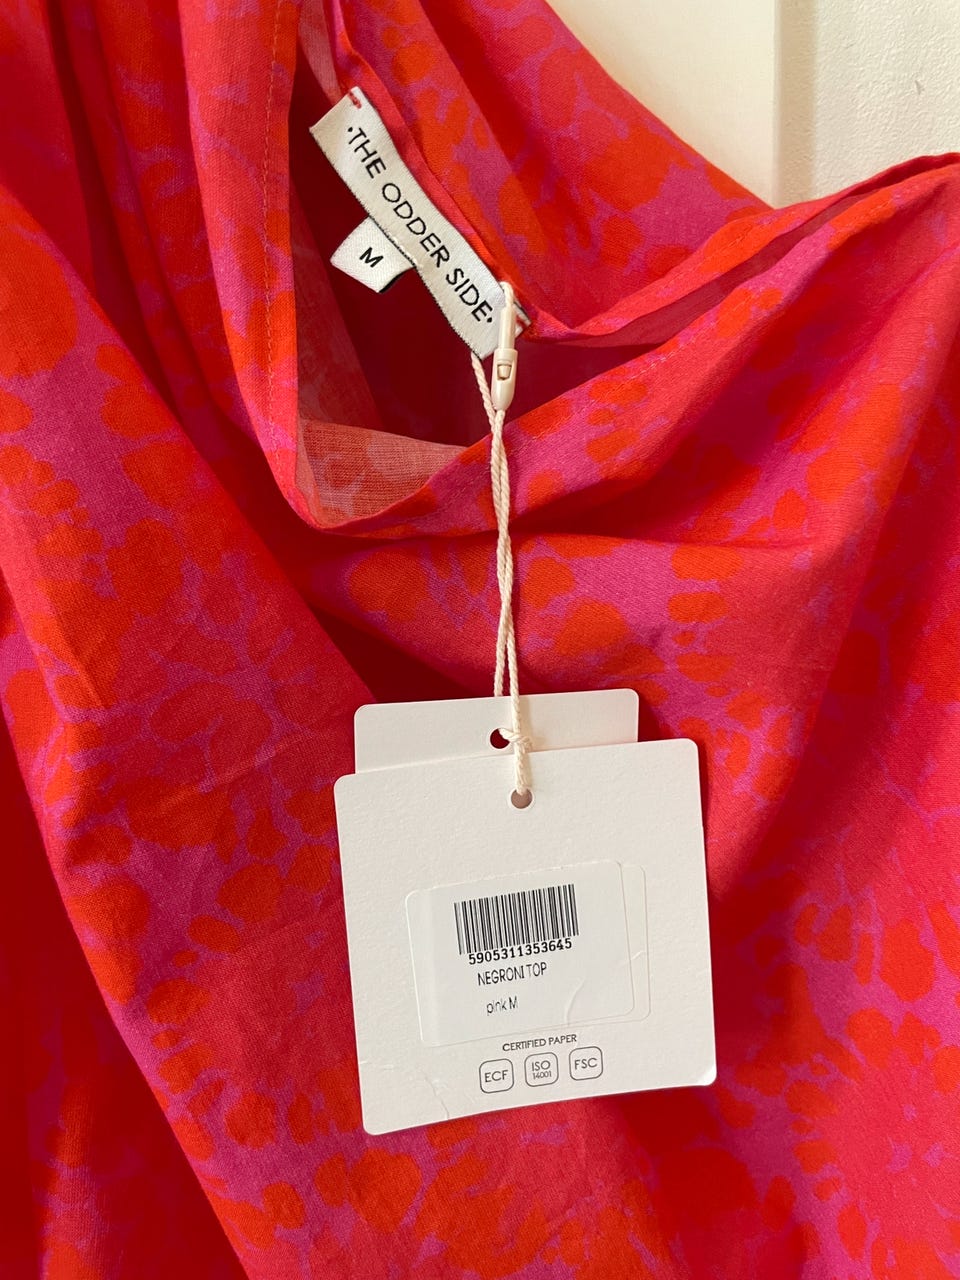 ·THE ODDER SIDE·
M
5905311353645
NEGRONI TOP
pink M
CERTIFIED PAPER
ECF
ISO
14001
FSC